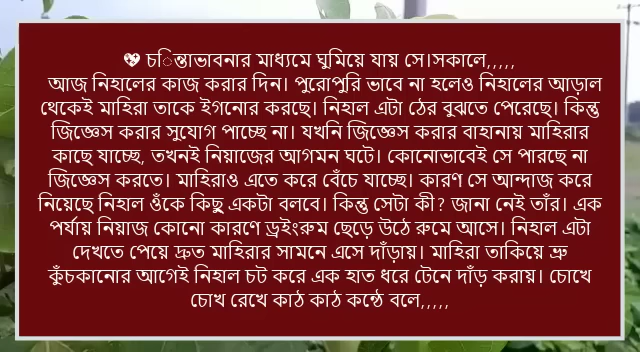 💖 চিন্তাভাবনার মাধ্যমে ঘুমিয়ে যায় সে।সকালে,,,,,
আজ নিহালের কাজ করার দিন। পুরোপুরি ভাবে না হলেও নিহালের আড়াল
থেকেই মাহিরা তাকে ইগনোর করছে। নিহাল এটা ঠের বুঝতে পেরেছে। কিন্তু
জিজ্ঞেস করার সুযোগ পাচ্ছে না। যখনি জিজ্ঞেস করার বাহানায় মাহিরার
কাছে যাচ্ছে, তখনই নিয়াজের আগমন ঘটে। কোনোভাবেই সে পারছে না
জিজ্ঞেস করতে। মাহিরাও এতে করে বেঁচে যাচ্ছে। কারণ সে আন্দাজ করে
নিয়েছে নিহাল ওঁকে কিছু একটা বলবে। কিন্তু সেটা কী? জানা নেই তাঁর। এক
পর্যায় নিয়াজ কোনো কারণে ড্রইংরুম ছেড়ে উঠে রুমে আসে। নিহাল এটা
দেখতে পেয়ে দ্রুত মাহিরার সামনে এসে দাঁড়ায়। মাহিরা তাকিয়ে ভ্রু
কুঁচকানোর আগেই নিহাল চট করে এক হাত ধরে টেনে দাঁড় করায়। চোখে
চোখ রেখে কাঠ কাঠ কন্ঠে বলে,,,,,